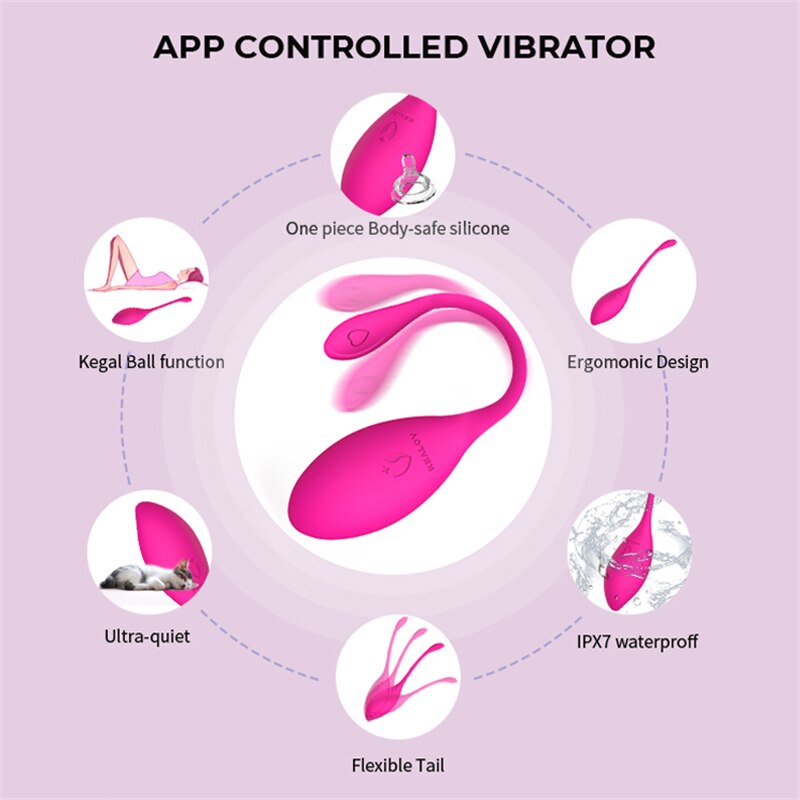 APP CONTROLLED VIBRATOR
One piece Body-safe silicone
Kegal Ball function
Ergomonic Design
REALOV
Ultra-quiet
IPX7 waterproff
Flexible Tail